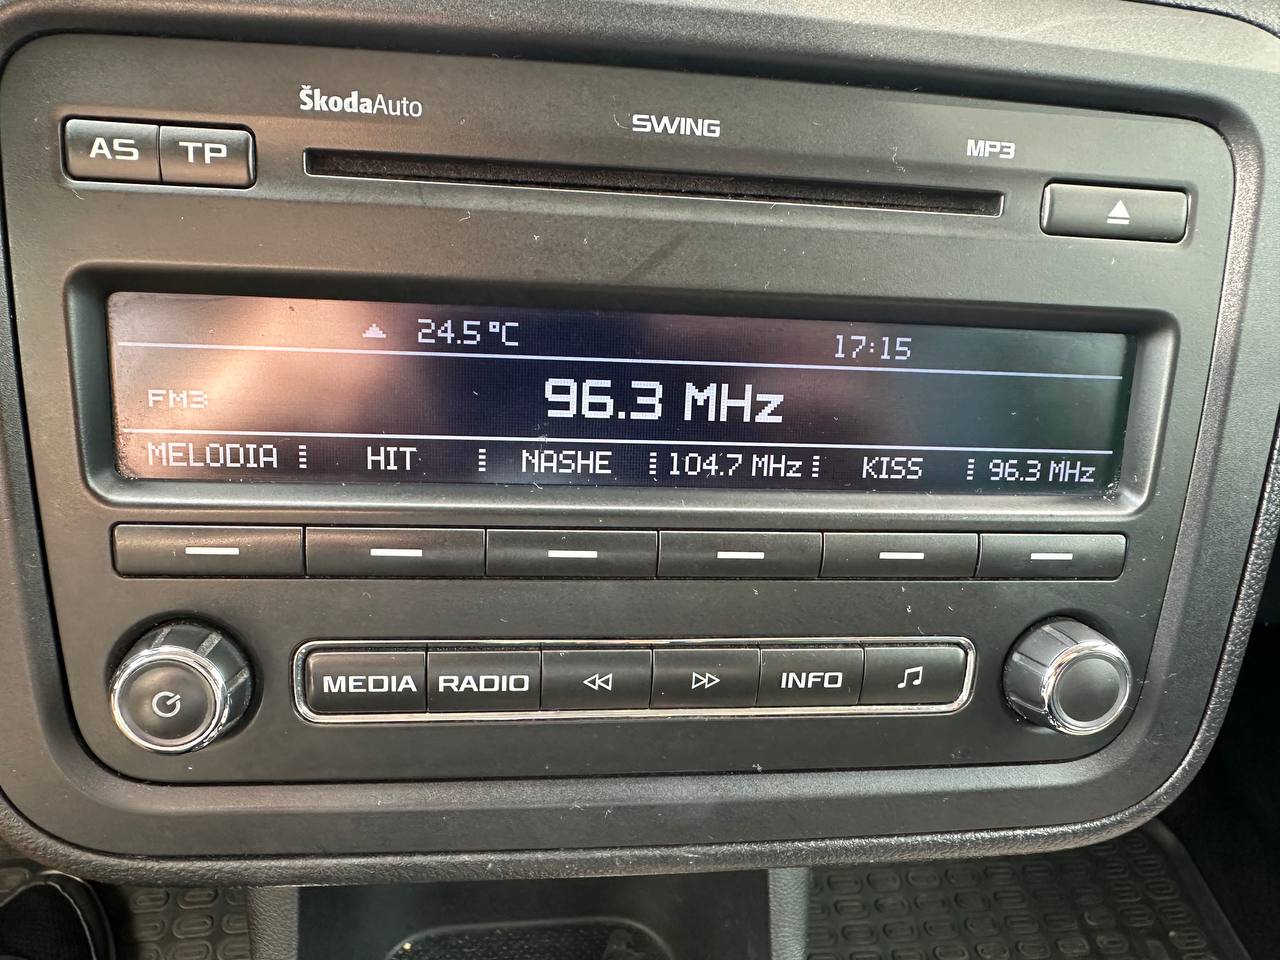 ŠkodaAuto
SWING
MP3
AS TP
24.5°C 17:15
FM3 96.3 MHz
MELODIA HIT NASHE 104.7 MHz KISS 96.3 MHz
MEDIA RADIO INFO